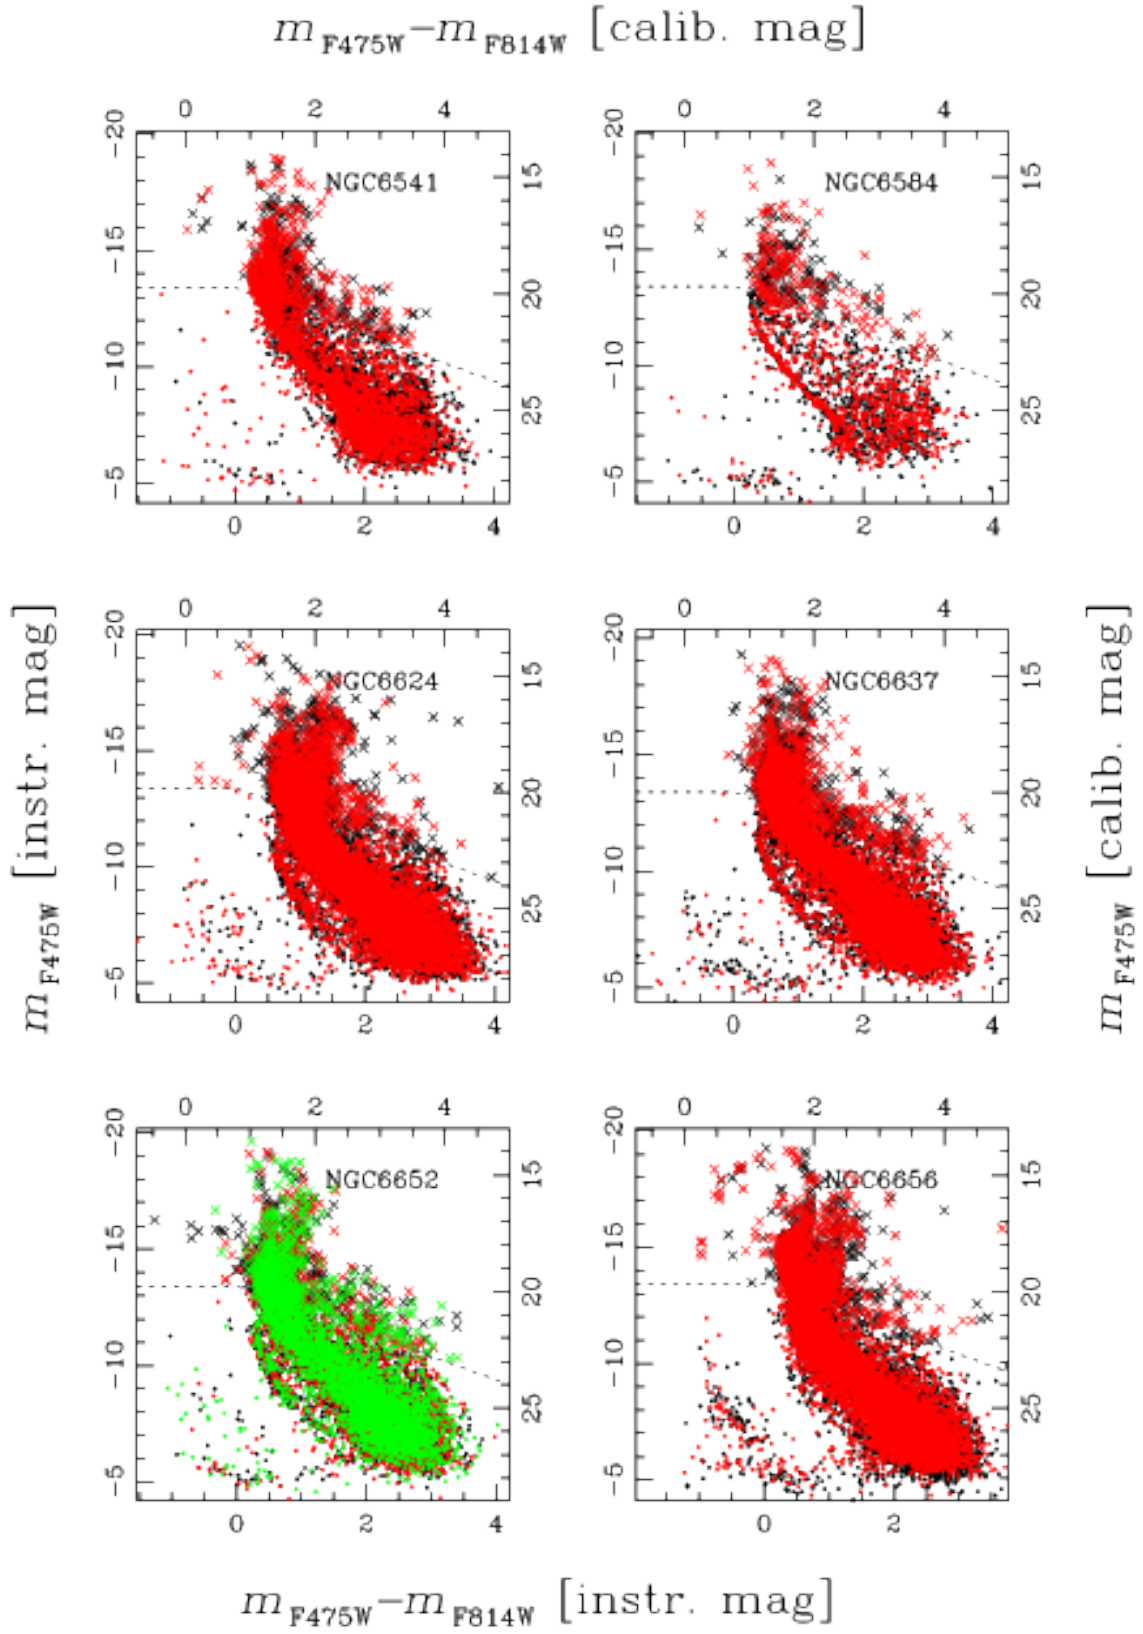 m F475W−m F814W [calib. mag]
0 2 4 0 2 4
−20 −15 −10 −5 NGC6541 15 20 25 −20 −15 −10 −5 NGC6584 15 20 25
0 2 4 0 2 4
0 2 4 0 2 4
−20 −15 −10 −5 NGC6624 15 20 25 −20 −15 −10 −5 NGC6637 15 20 25
0 2 4 0 2 4
m F475W [instr. mag]
m F475W [calib. mag]
0 2 4 0 2 4
−20 −15 −10 −5 NGC6652 15 20 25 −20 −15 −10 −5 NGC6656 15 20 25
0 2 4 0 2
m F475W−m F814W [instr. mag]